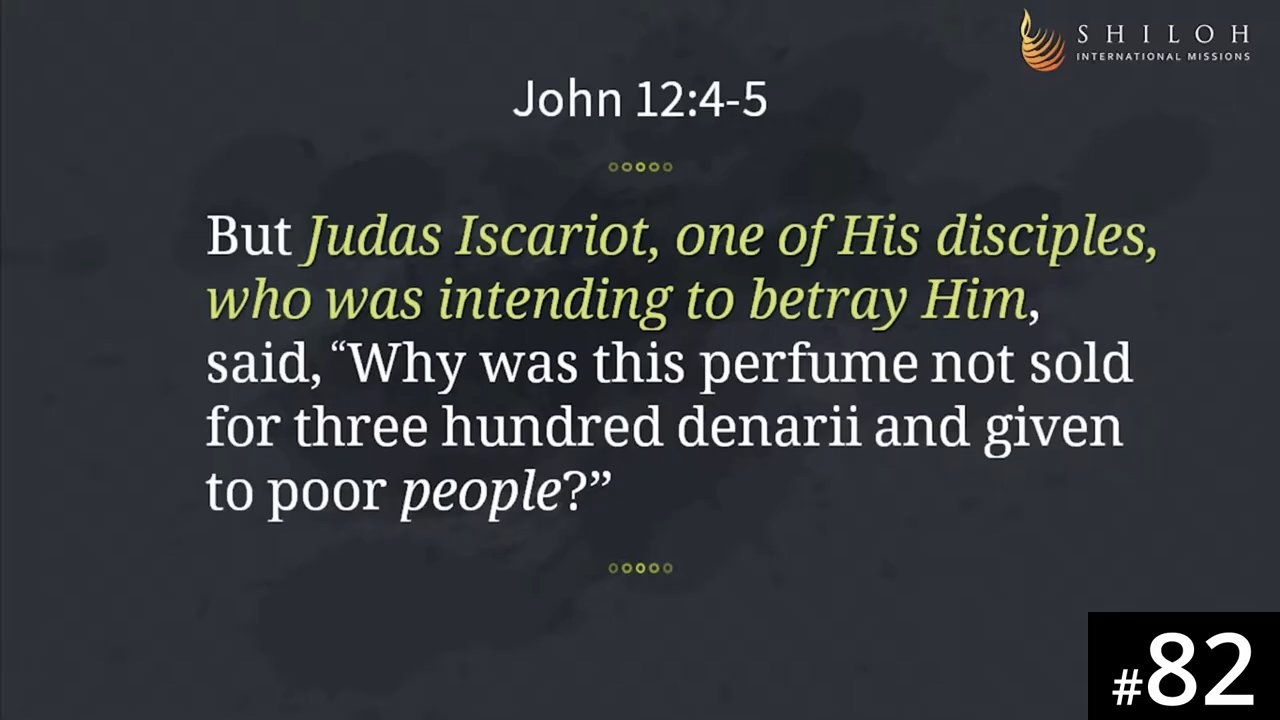 SHILOH
INTERNATIONAL MISSIONS
John 12:4-5
But Judas Iscariot, one of His disciples,
who was intending to betray Him,
said, “Why was this perfume not sold
for three hundred denarii and given
to poor people?”
#82